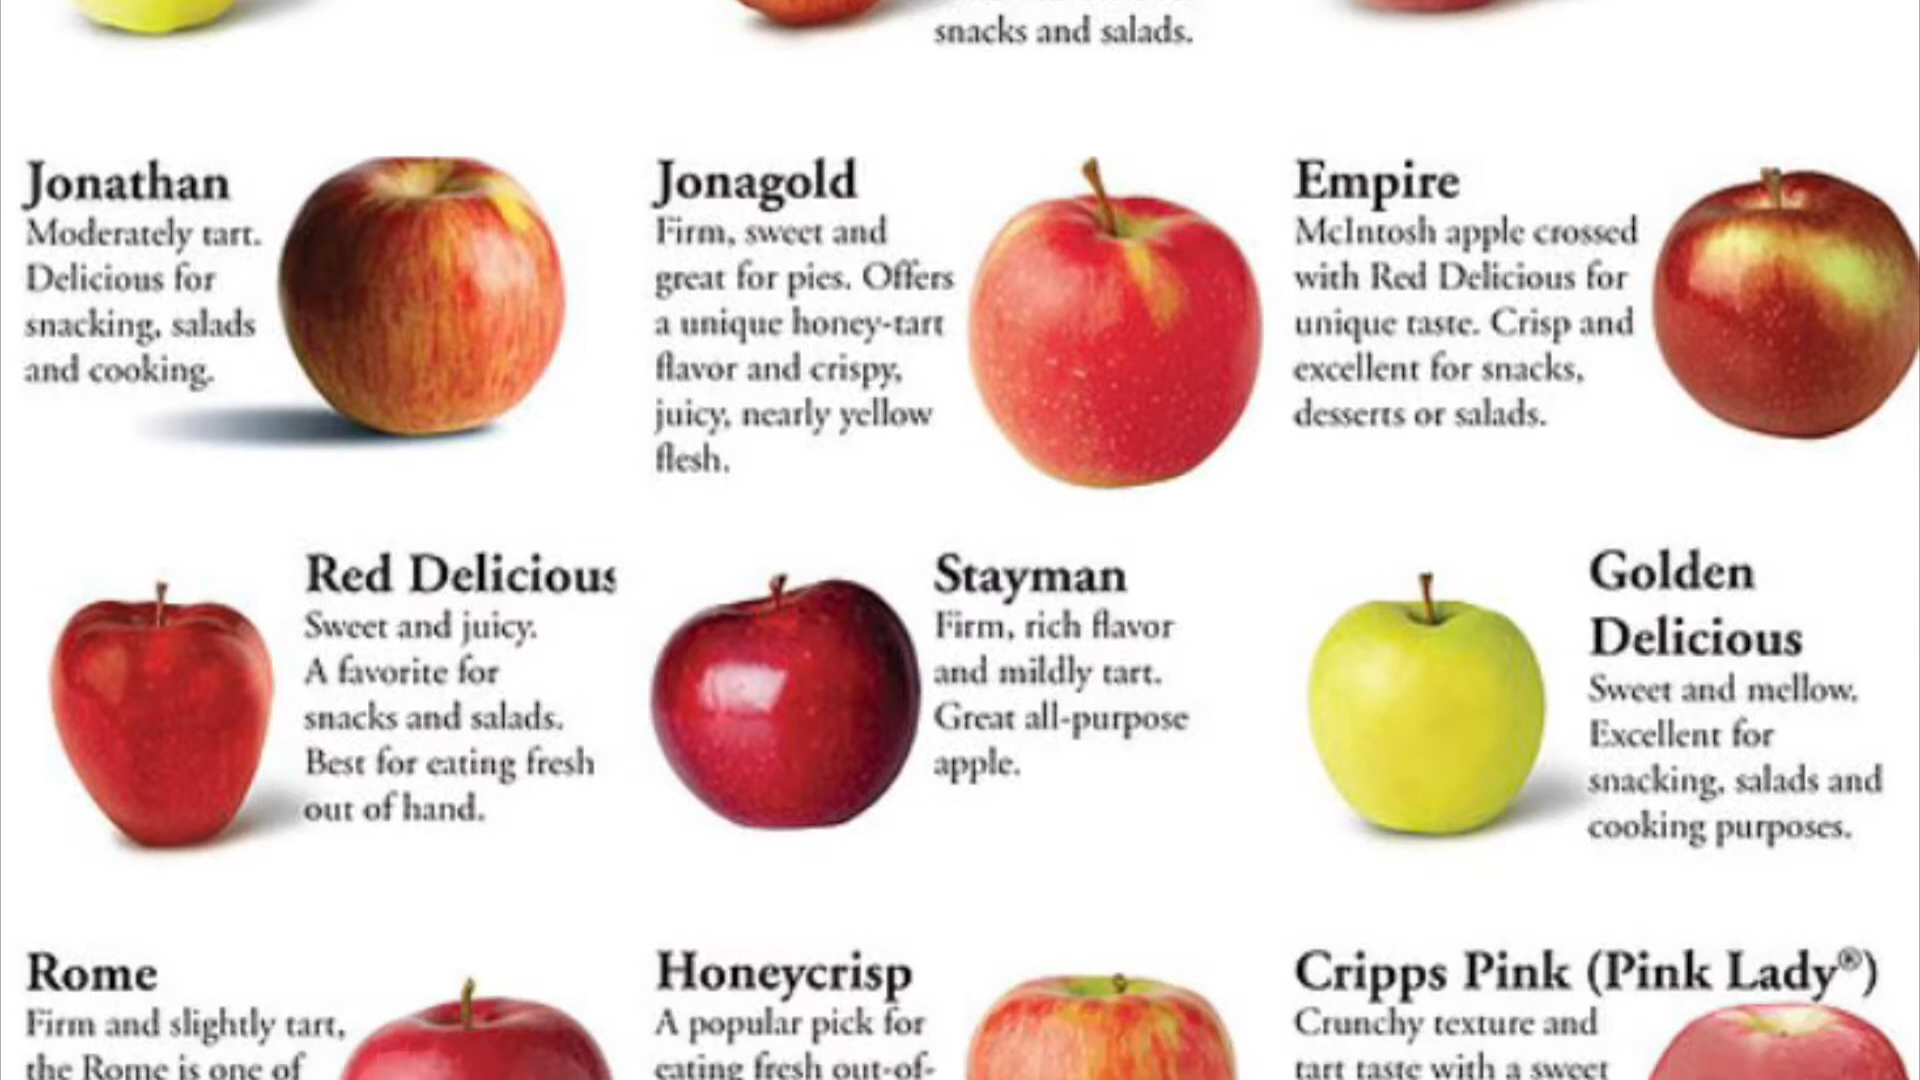 snacks and salads.
Jonathan
Moderately tart.
Delicious for
snacking, salads
and cooking.
Jonagold
Firm, sweet and
great for pies. Offers
a unique honey-tart
flavor and crispy,
juicy, nearly yellow
flesh.
Empire
McIntosh apple crossed
with Red Delicious for
unique taste. Crisp and
excellent for snacks,
desserts or salads.
Red Delicious
Sweet and juicy.
A favorite for
snacks and salads.
Best for eating fresh
out of hand.
Stayman
Firm, rich flavor
and mildly tart.
Great all-purpose
apple.
Golden
Delicious
Sweet and mellow.
Excellent for
snacking, salads and
cooking purposes.
Rome
Firm and slightly tart,
the Rome is one of
Honeycrisp
A popular pick for
eating fresh out-of-
Cripps Pink (Pink Lady®)
Crunchy texture and
tart taste with a sweet